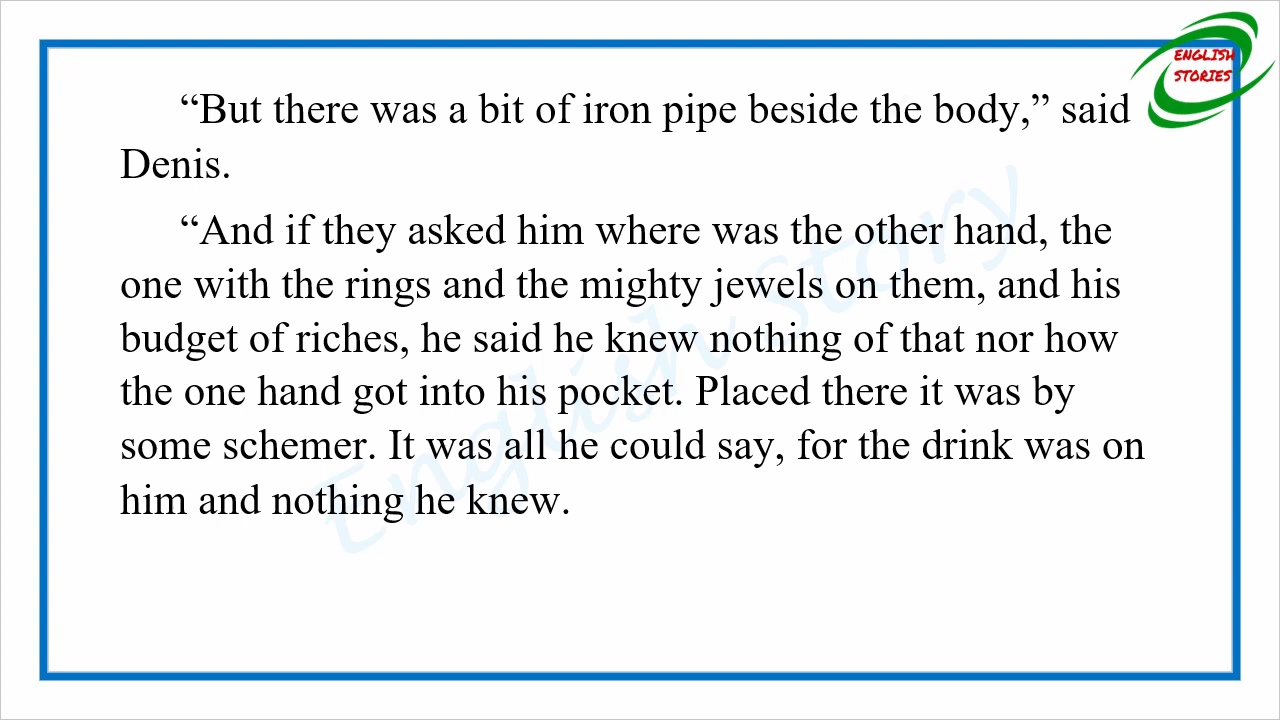 ENGLISH
STORIES
“But there was a bit of iron pipe beside the body,” said
Denis.
“And if they asked him where was the other hand, the
one with the rings and the mighty jewels on them, and his
budget of riches, he said he knew nothing of that nor how
the one hand got into his pocket. Placed there it was by
some schemer. It was all he could say, for the drink was on
him and nothing he knew.
English Story